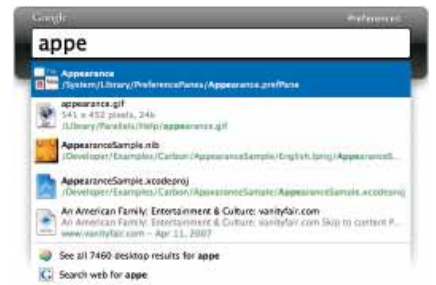 Google Preferences
appe
Appearance
/System/Library/PreferencePanes/Appearance.prefPane
appearance.gif
541 x 452 pixels, 24k
/Library/Parallels/Help/appearance.gif
AppearanceSample.nib
/Developer/Examples/Carbon/AppearanceSample/English.lproj/AppearanceS...
AppearanceSample.xcodeproj
/Developer/Examples/Carbon/AppearanceSample/AppearanceSample.xcodeproj
An American Family: Entertainment & Culture: vanityfair.com
An American Family: Entertainment & Culture: vanityfair.com Skip to content P...
www.vanityfair.com - Apr 11, 2007
See all 7460 desktop results for appe
Search web for appe